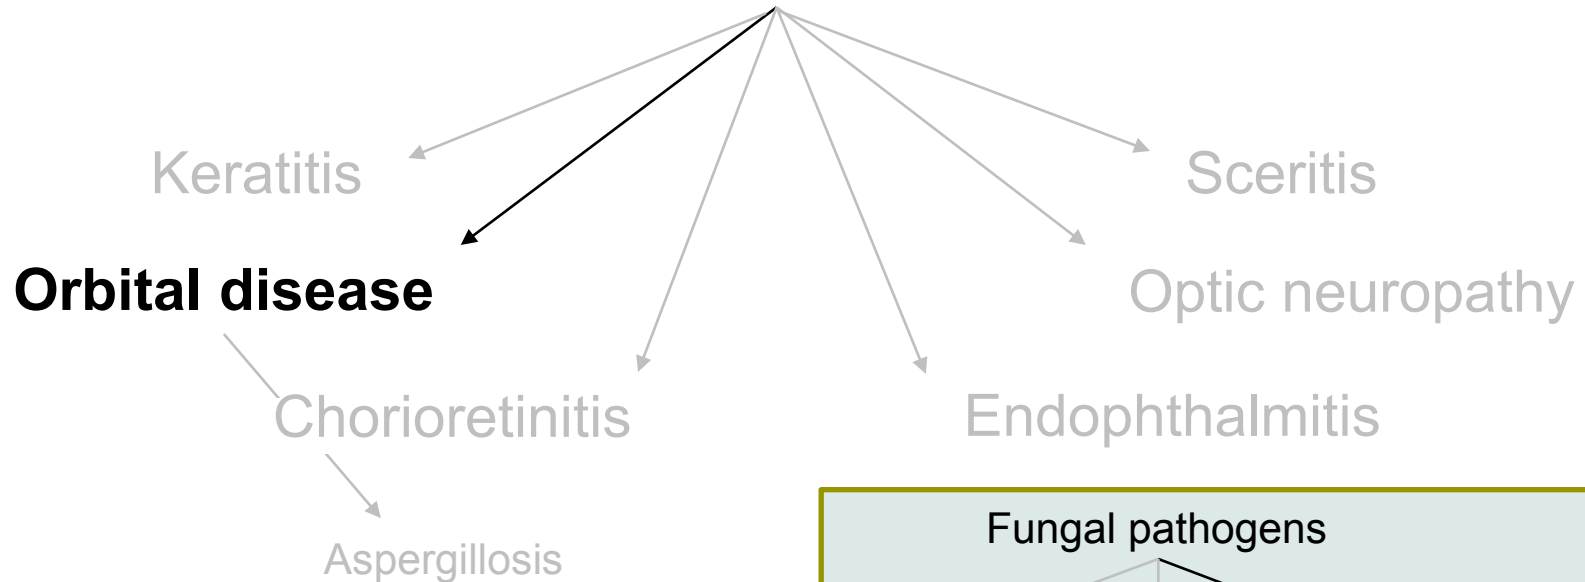 Keratitis
Sceritis
Orbital disease
Optic neuropathy
Chorioretinitis
Endophthalmitis
Fungal pathogens
Aspergillosis